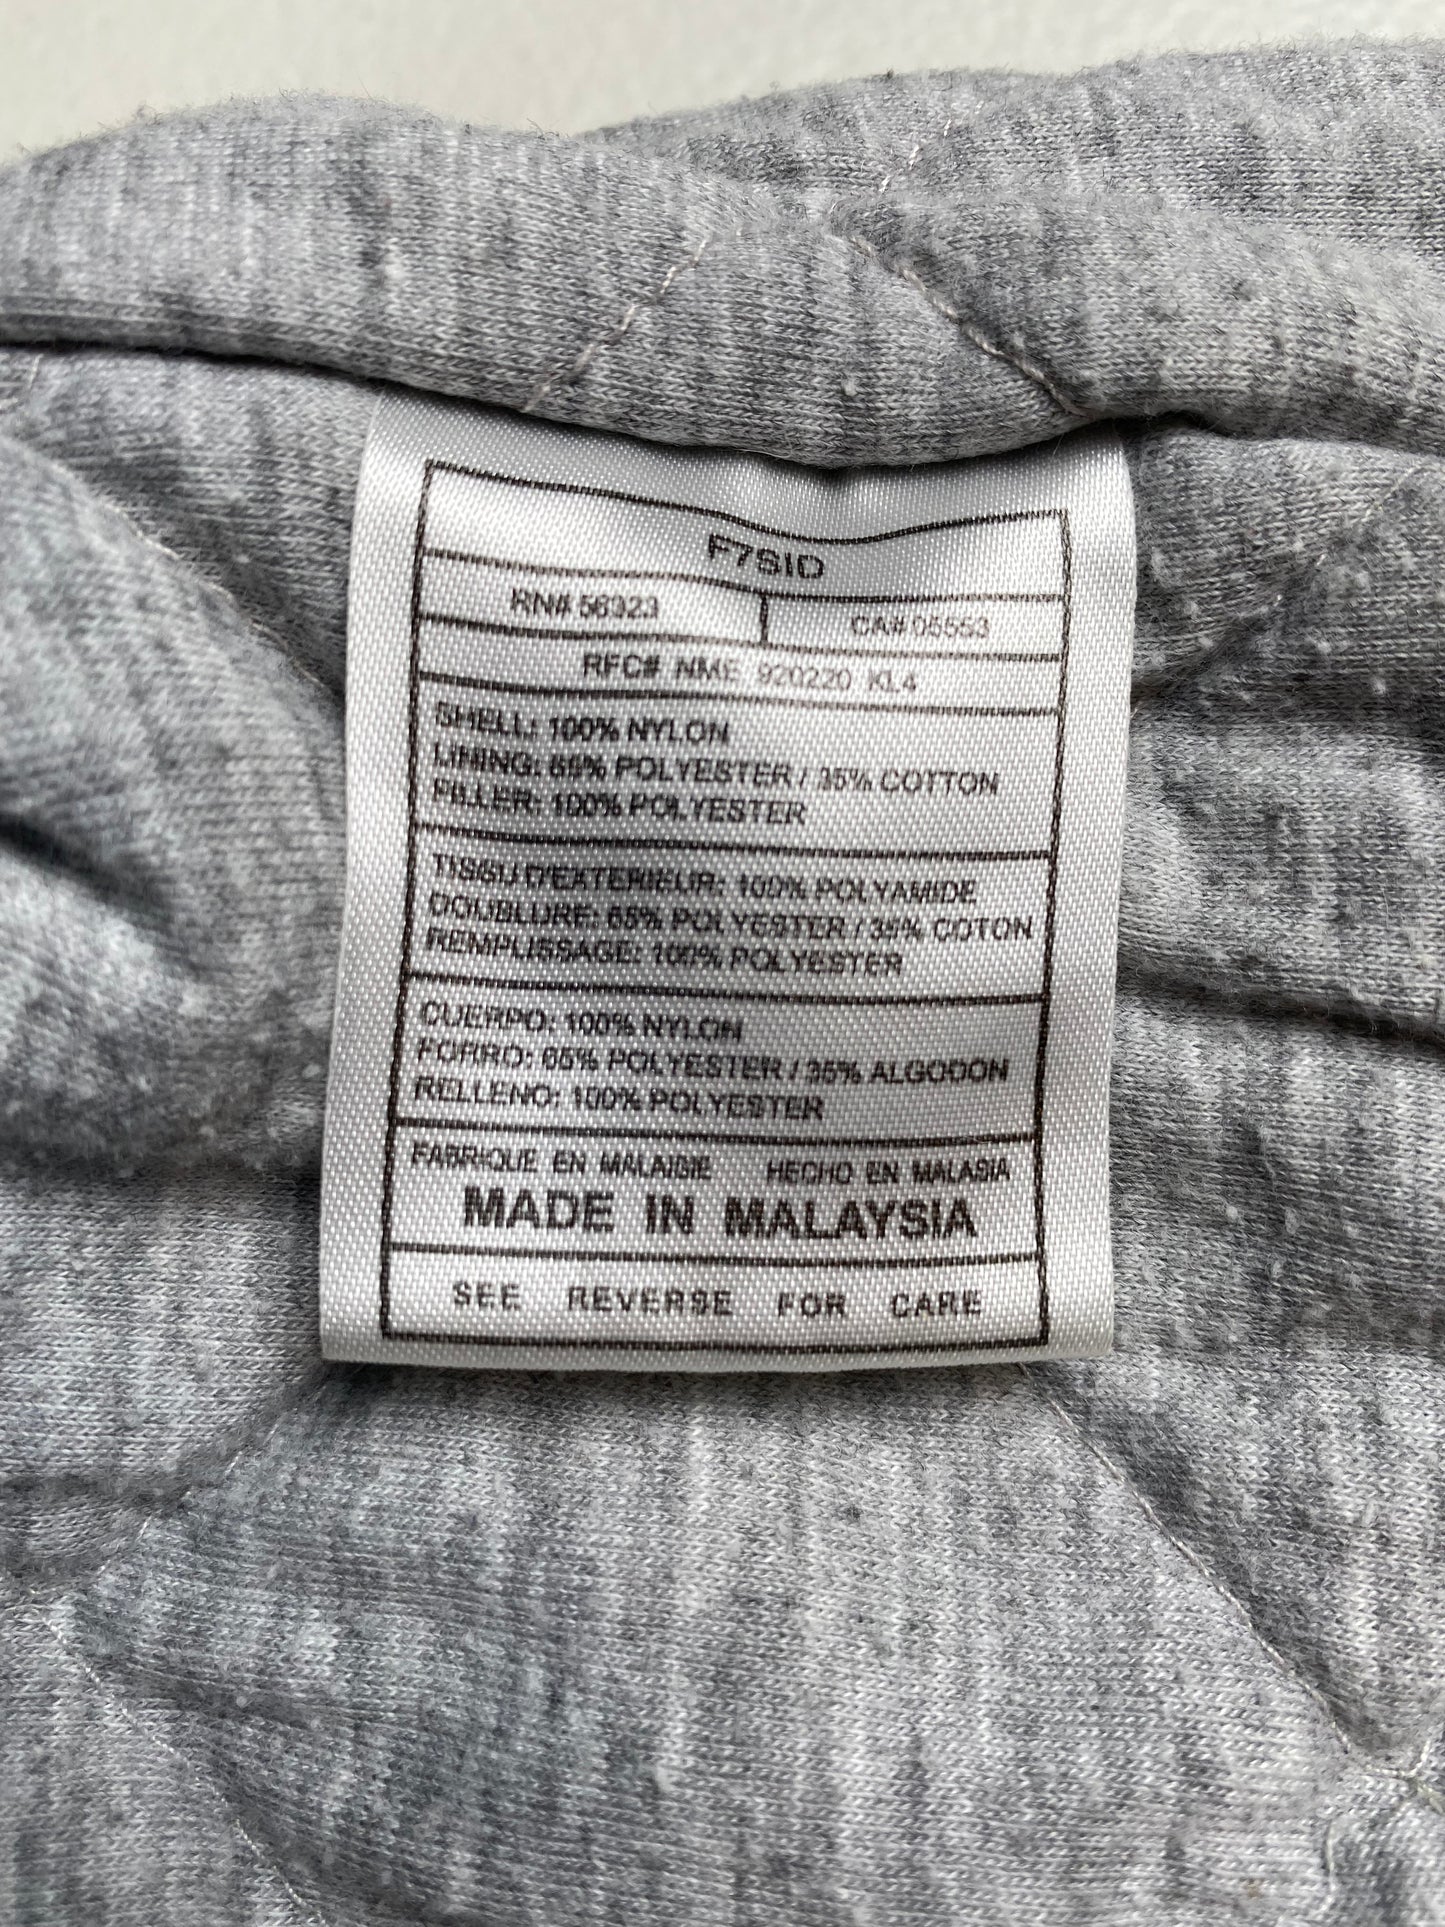 F7SID
RN# 56323 CA# 05553
RFC# NME 920220 KL4
SHELL: 100% NYLON
LINING: 65% POLYESTER / 35% COTTON
FILLER: 100% POLYESTER
TISSU D'EXTERIEUR: 100% POLYAMIDE
DOUBLURE: 65% POLYESTER / 35% COTON
REMPLISSAGE: 100% POLYESTER
CUERPO: 100% NYLON
FORRO: 65% POLYESTER / 35% ALGODON
RELLENO: 100% POLYESTER
FABRIQUE EN MALAISIE HECHO EN MALASIA
MADE IN MALAYSIA
SEE REVERSE FOR CARE